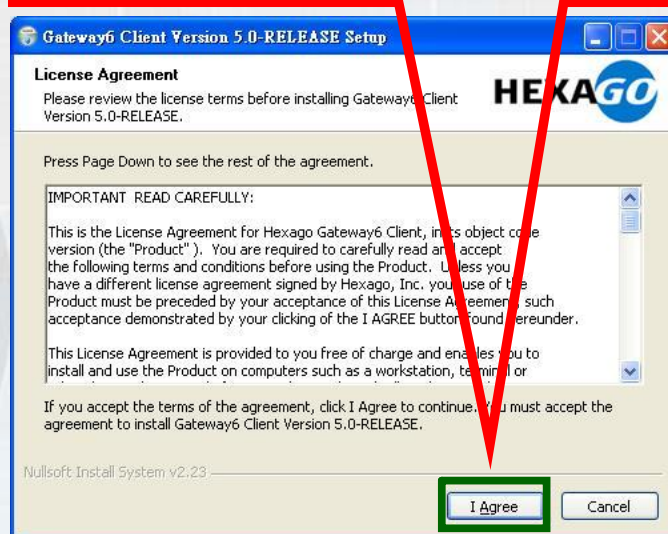 Gateway6 Client Version 5.0-RELEASE Setup
License Agreement
Please review the license terms before installing Gateway6 Client
Version 5.0-RELEASE.
HEXAGO
Press Page Down to see the rest of the agreement.
IMPORTANT READ CAREFULLY:
This is the License Agreement for Hexago Gateway6 Client, in its object code
version (the "Product" ). You are required to carefully read and accept
the following terms and conditions before using the Product. Unless you
have a different license agreement signed by Hexago, Inc. your use of the
Product must be preceded by your acceptance of this License Agreement, such
acceptance demonstrated by your clicking of the I AGREE button found hereunder.
This License Agreement is provided to you free of charge and enables you to
install and use the Product on computers such as a workstation, terminal or
If you accept the terms of the agreement, click I Agree to continue. You must accept the
agreement to install Gateway6 Client Version 5.0-RELEASE.
Nullsoft Install System v2.23
I Agree
Cancel